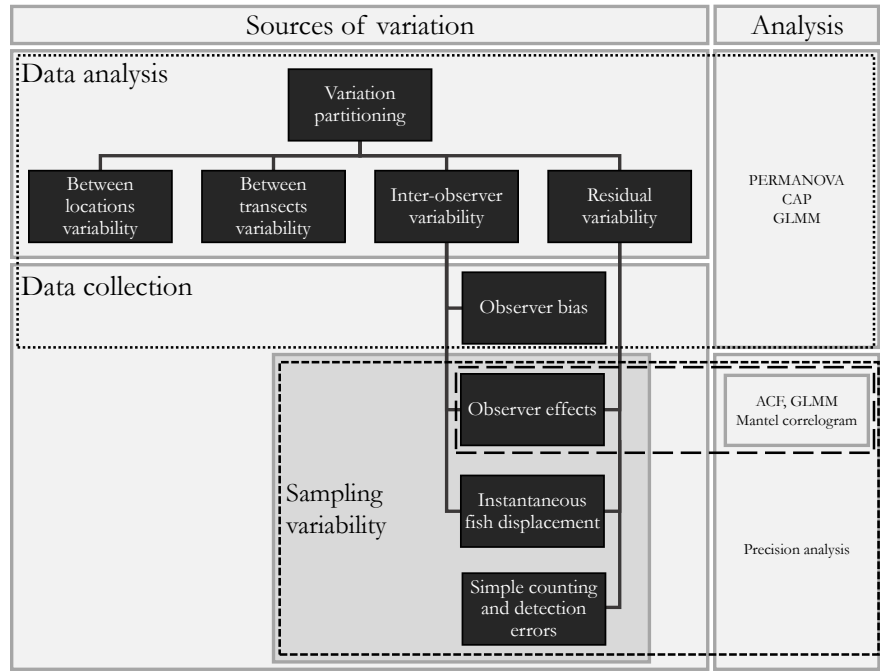 Sources of variation
Analysis
Data analysis
Variation
partitioning
Between
locations
variability
Between
transects
variability
Inter-observer
variability
Residual
variability
PERMANOVA
CAP
GLMM
Data collection
Observer bias
Observer effects
ACF, GLMM
Mantel correlogram
Sampling
variability
Instantaneous
fish displacement
Precision analysis
Simple counting
and detection
errors